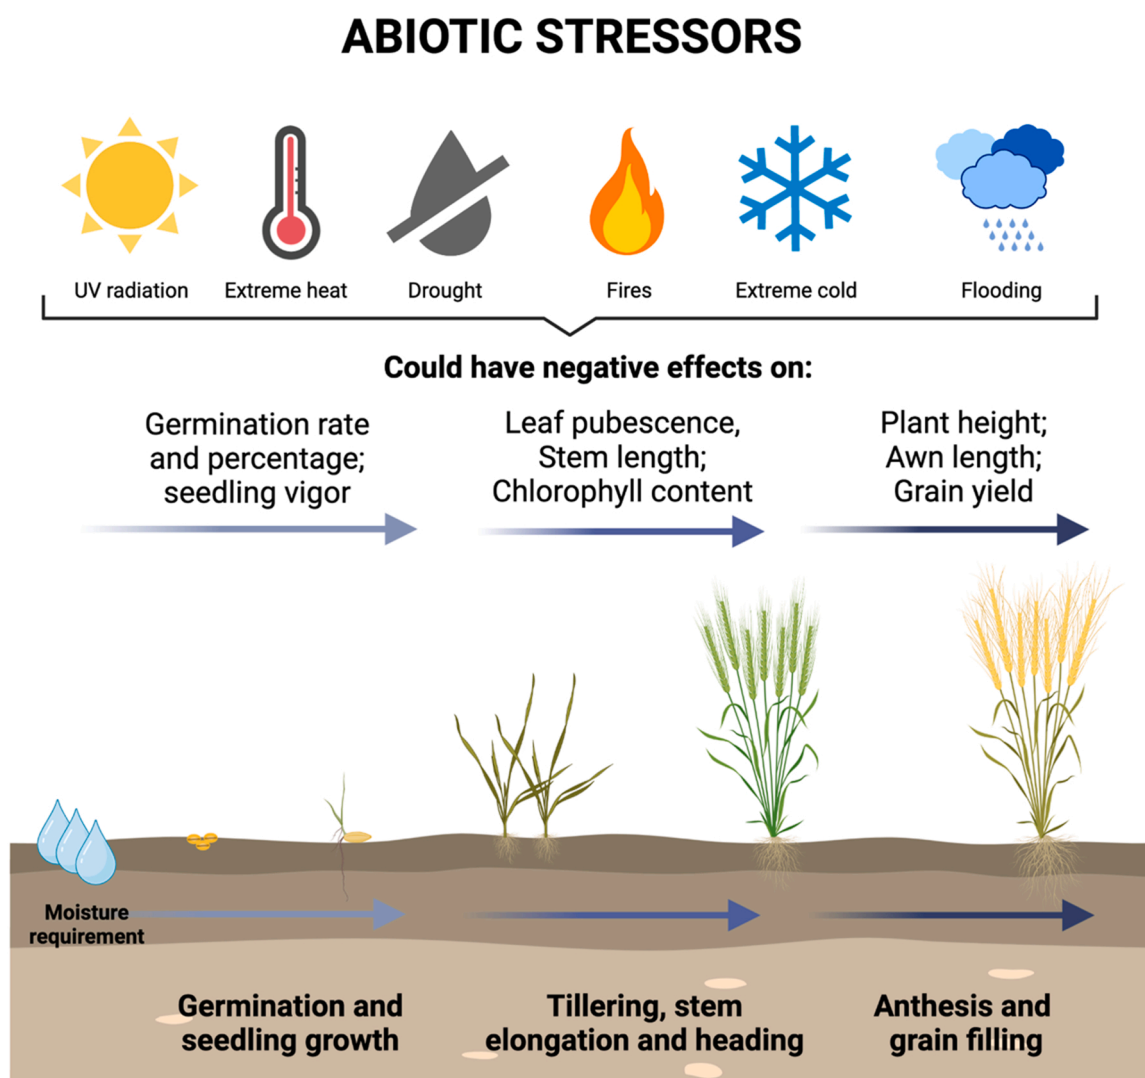 ABIOTIC STRESSORS
UV radiation
Extreme heat
Drought
Fires
Extreme cold
Flooding
Could have negative effects on:
Germination rate
and percentage;
seedling vigor
Leaf pubescence,
Stem length;
Chlorophyll content
Plant height;
Awn length;
Grain yield
Moisture
requirement
Germination and
seedling growth
Tillering, stem
elongation and heading
Anthesis and
grain filling